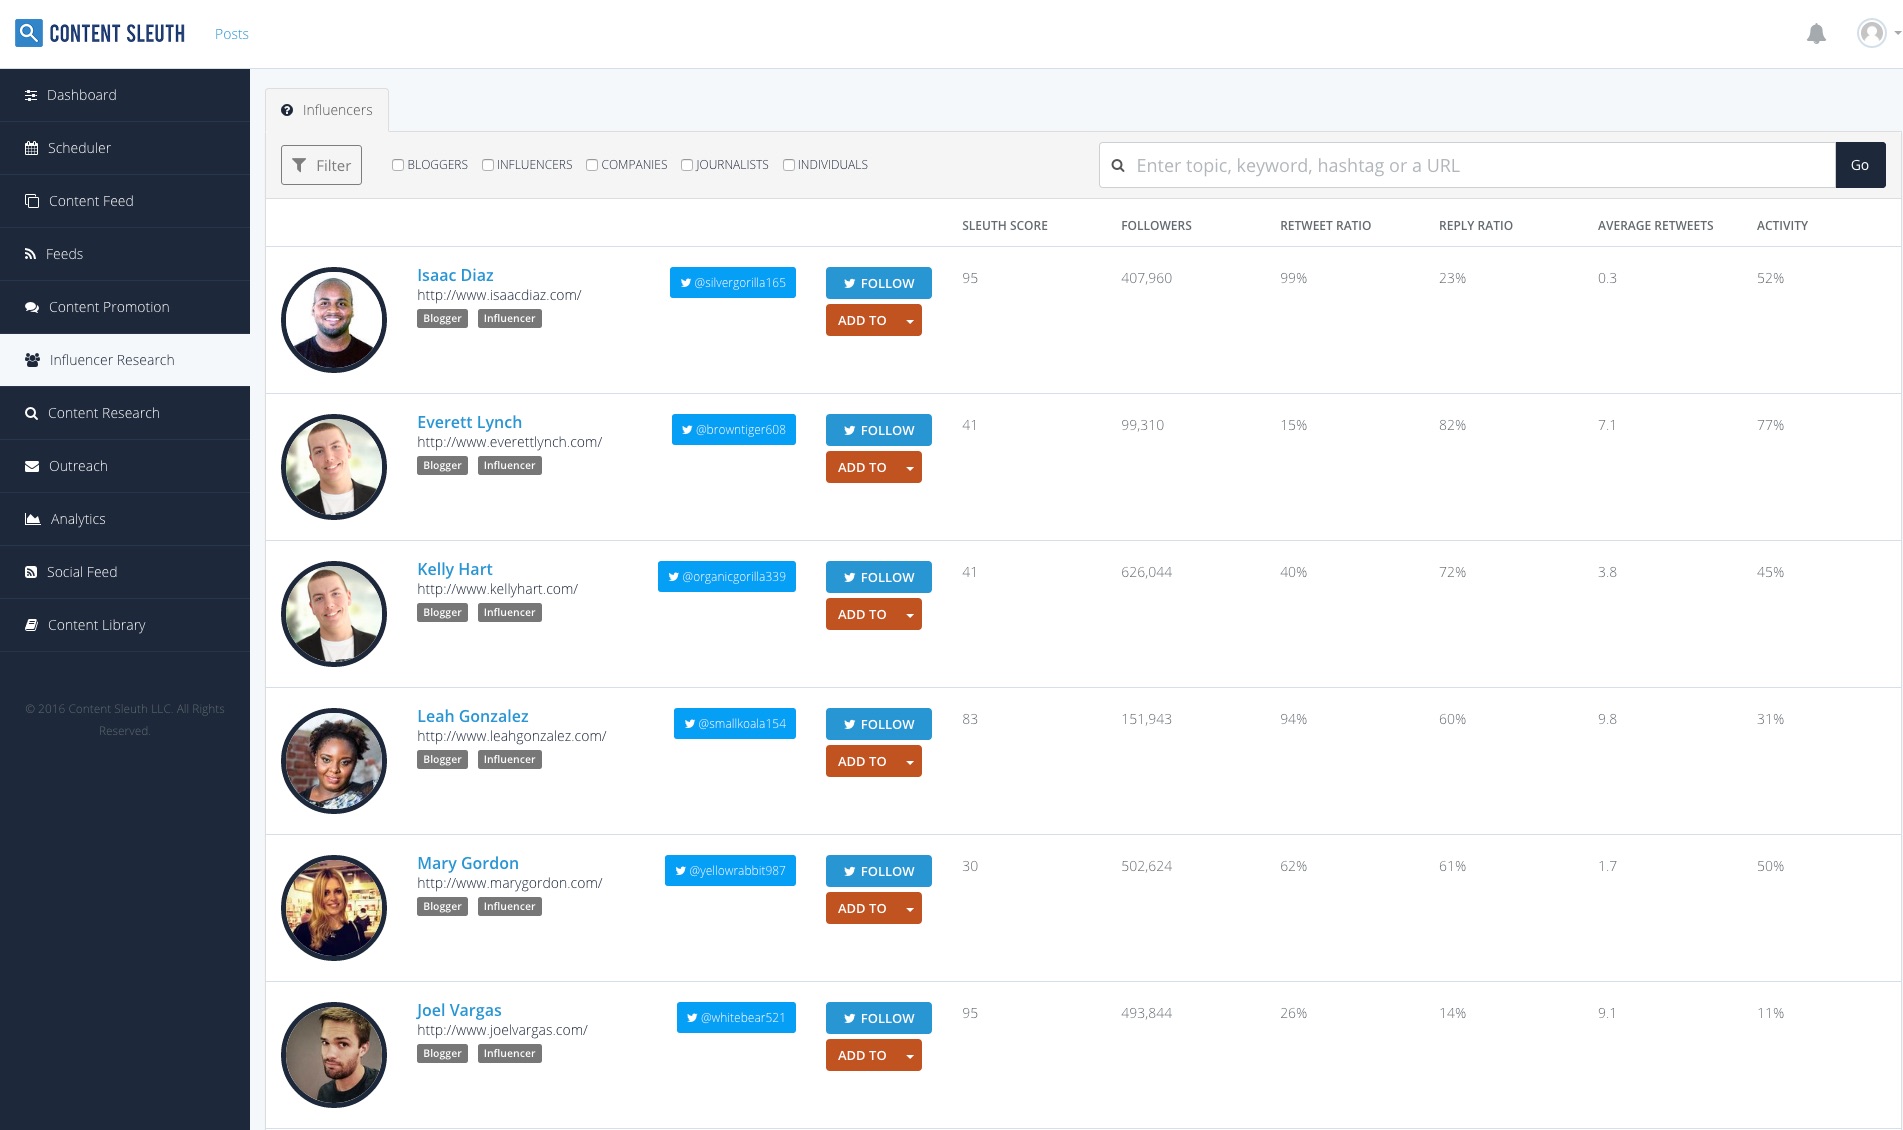 CONTENT SLEUTH
Posts
Dashboard
Scheduler
Content Feed
Feeds
Content Promotion
Influencer Research
Content Research
Outreach
Analytics
Social Feed
Content Library
© 2016 Content Sleuth LLC. All Rights
Reserved.
Influencers
Filter BLOGGERS INFLUENCERS COMPANIES JOURNALISTS INDIVIDUALS Enter topic, keyword, hashtag or a URL Go
SLEUTH SCORE FOLLOWERS RETWEET RATIO REPLY RATIO AVERAGE RETWEETS ACTIVITY
Isaac Diaz @silvergorilla165 FOLLOW 95 407,960 99% 23% 0.3 52%
http://www.isaacdiaz.com/
Blogger Influencer ADD TO
Everett Lynch @browntiger608 FOLLOW 41 99,310 15% 82% 7.1 77%
http://www.everettlynch.com/
Blogger Influencer ADD TO
Kelly Hart @organicgorilla339 FOLLOW 41 626,044 40% 72% 3.8 45%
http://www.kellyhart.com/
Blogger Influencer ADD TO
Leah Gonzalez @smallkoala154 FOLLOW 83 151,943 94% 60% 9.8 31%
http://www.leahgonzalez.com/
Blogger Influencer ADD TO
Mary Gordon @yellowrabbit987 FOLLOW 30 502,624 62% 61% 1.7 50%
http://www.marygordon.com/
Blogger Influencer ADD TO
Joel Vargas @whitebear521 FOLLOW 95 493,844 26% 14% 9.1 11%
http://www.joelvargas.com/
Blogger Influencer ADD TO